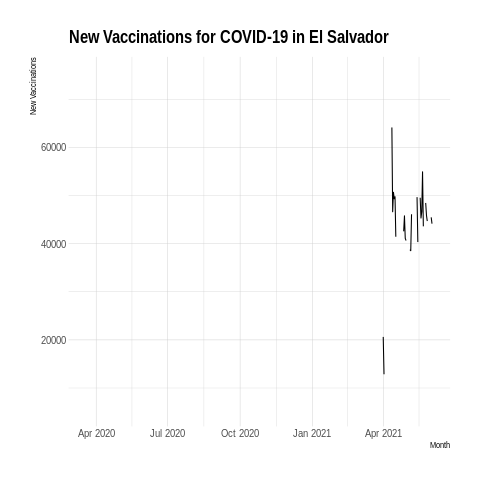 New Vaccinations for COVID-19 in El Salvador
New Vaccinations
60000
40000
20000
Apr 2020 Jul 2020 Oct 2020 Jan 2021 Apr 2021
Month